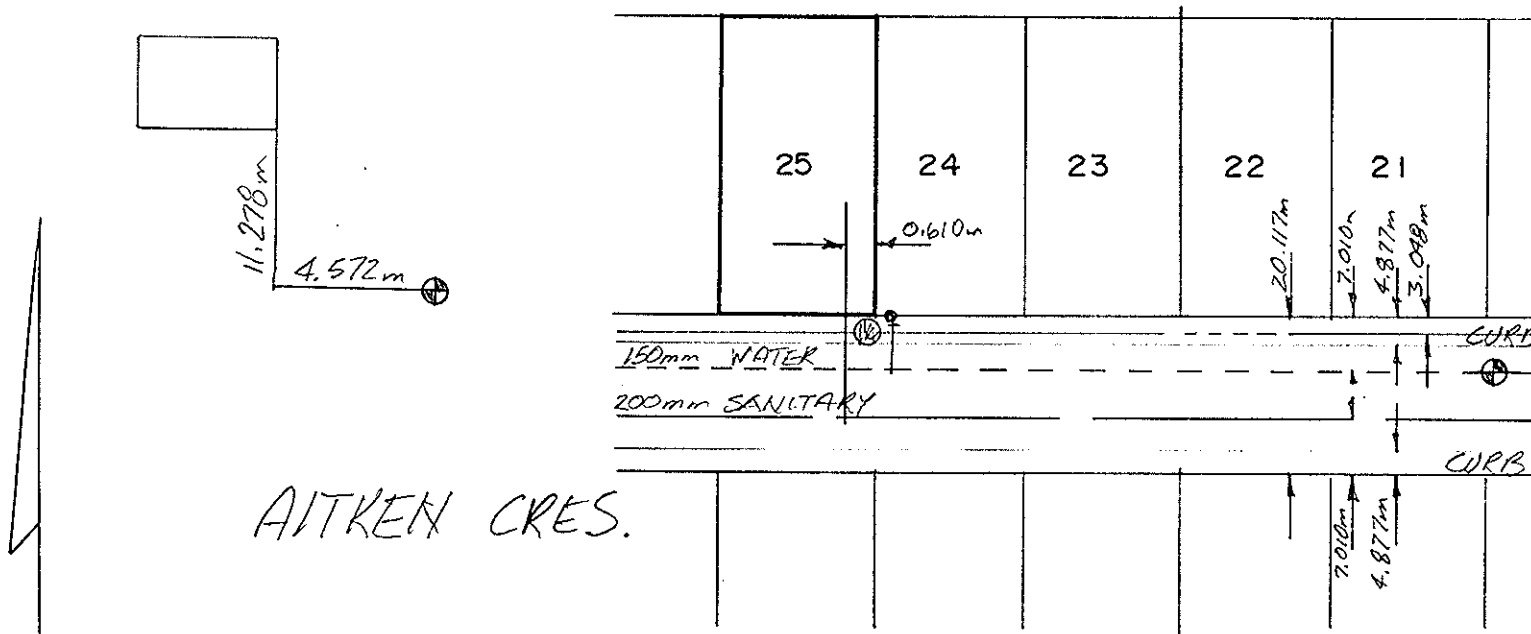 11.278m
4.572m
25
24
23
22
21
0.610m
20.117m
7.010m
4.877m
3.048m
CURB
150mm WATER
200mm SANITARY
CURB
7.010m
4.877m
AITKEN CRES.